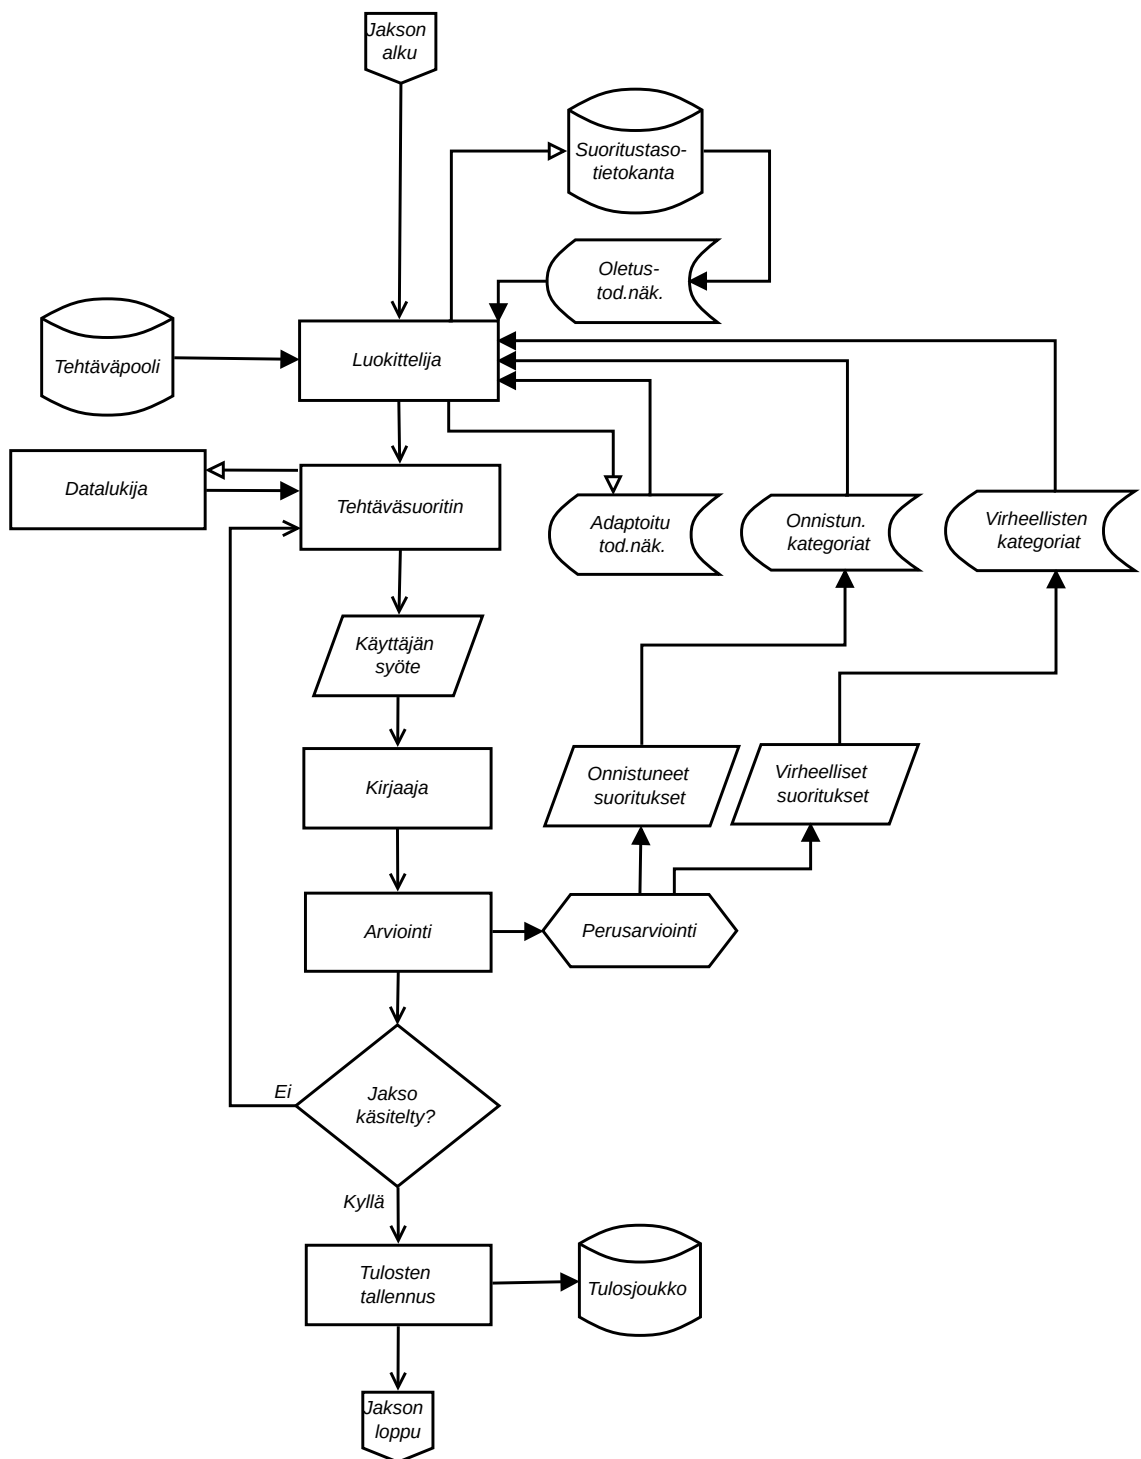 Jakson
alku
Suoritustaso-
tietokanta
Oletus-
tod.näk.
Tehtäväpooli
Luokittelija
Datalukija
Tehtäväsuoritin
Adaptoitu
tod.näk.
Onnistun.
kategoriat
Virheellisten
kategoriat
Käyttäjän
syöte
Kirjaaja
Onnistuneet
suoritukset
Virheelliset
suoritukset
Arviointi
Perusarviointi
Ei
Jakso
käsitelty?
Kyllä
Tulosten
tallennus
Tulosjoukko
Jakson
loppu